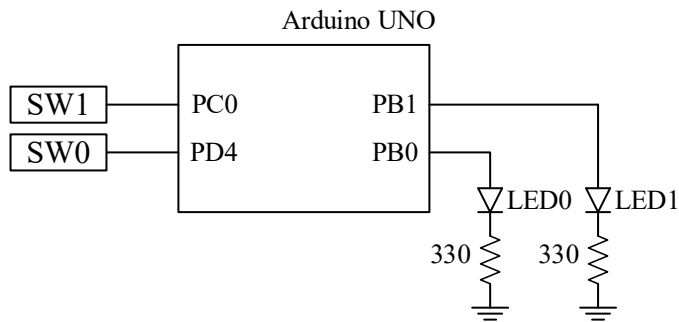 Arduino UNO
SW1 PC0 PB1
SW0 PD4 PB0
LED0 LED1
330 330